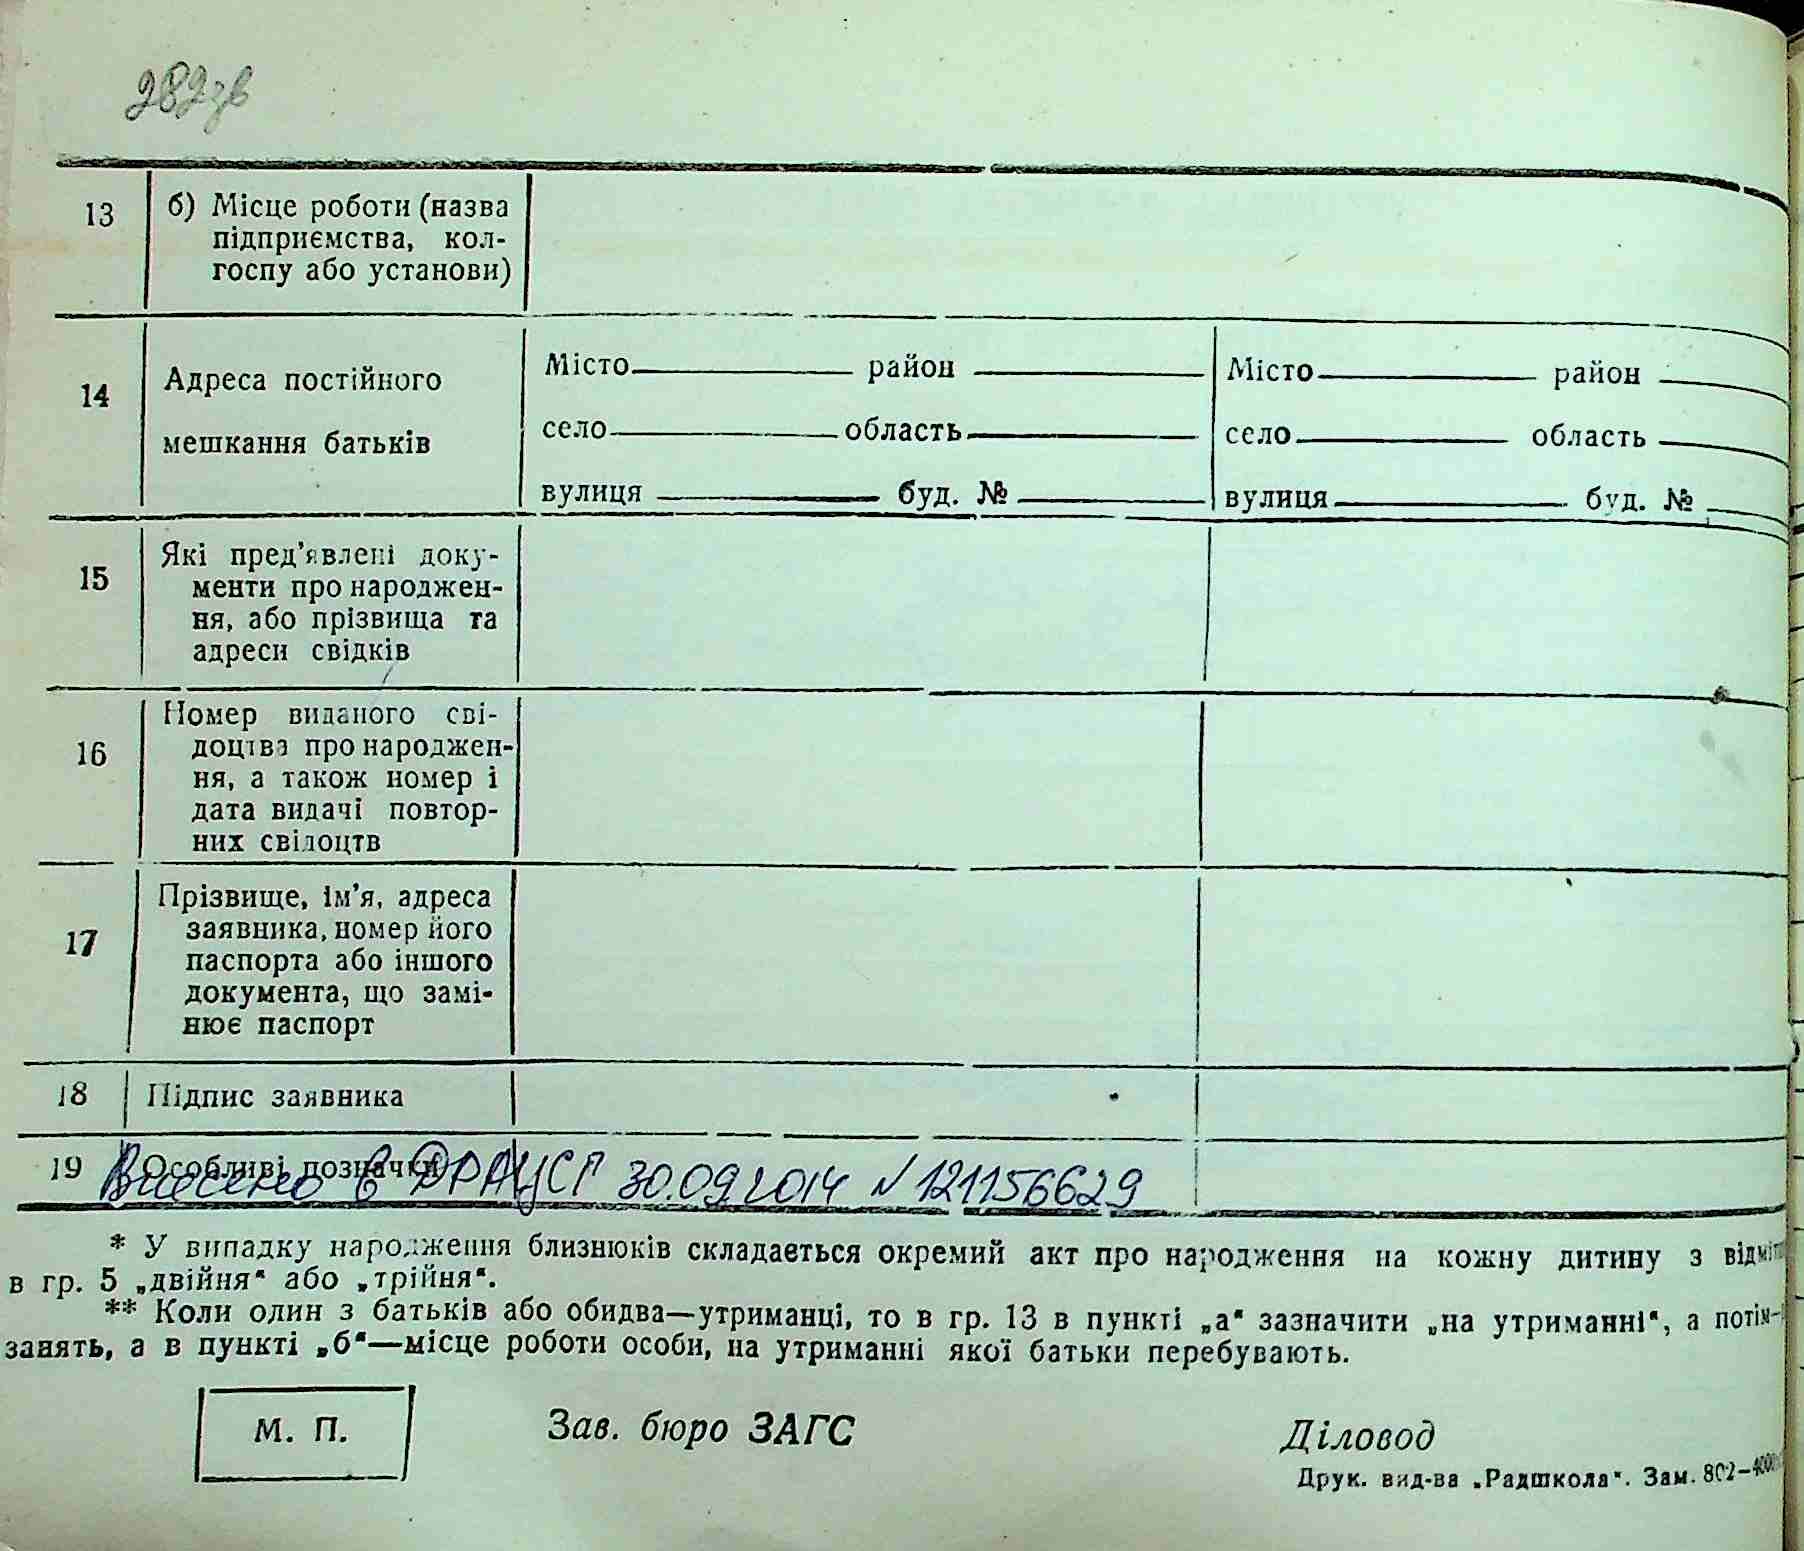 282зв
13
б) Місце роботи (назва
підприємства, кол-
госпу або установи)
14
Адреса постійного
мешкання батьків
Місто район
село область
вулиця буд. №
Місто район
село область
вулиця буд. №
15
Які пред’явлені доку-
менти про народжен-
ня, або прізвища та
адреси свідків
16
Номер виданого сві-
доцтва про народжен-
ня, а також номер і
дата видачі повтор-
них свідоцтв
17
Прізвище, ім’я, адреса
заявника, номер його
паспорта або іншого
документа, що замі-
нює паспорт
18 Підпис заявника
19 Особливі позначки
Внесено в ДРАЦСГ 30.09.2014 N 121156629
* У випадку народження близнюків складається окремий акт про народження на кожну дитину з
в гр. 5 „двійня“ або „трійня“.
** Коли один з батьків або обидва—утриманці, то в гр. 13 в пункті „а“ зазначити „на утриманні“, а потім—
занять, а в пункті „б“—місце роботи особи, на утриманні якої батьки перебувають.
М. П.
Зав. бюро ЗАГС
Діловод
Друк. вид-ва „Радшкола“. Зам. 802—